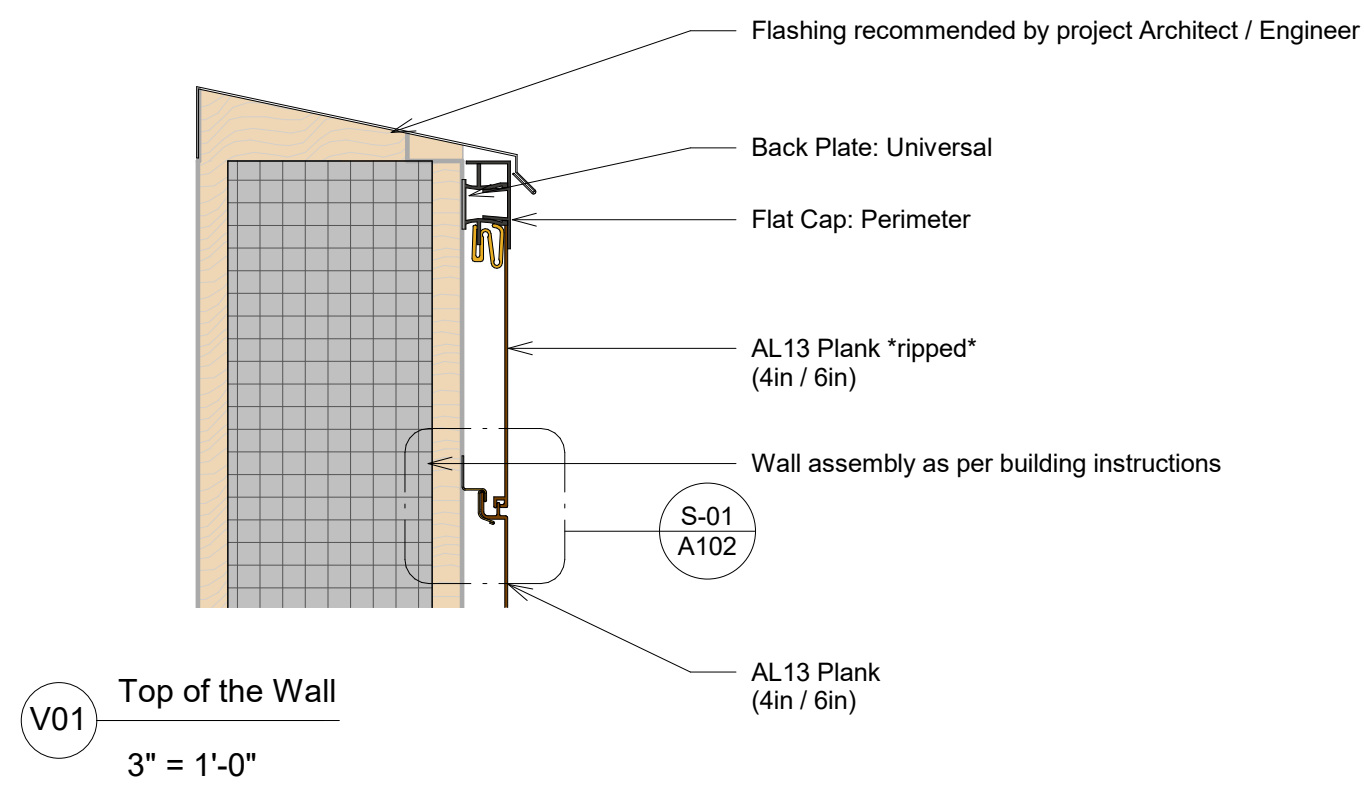 Flashing recommended by project Architect / Engineer
Back Plate: Universal
Flat Cap: Perimeter
AL13 Plank *ripped*
(4in / 6in)
Wall assembly as per building instructions
S-01
A102
AL13 Plank
(4in / 6in)
V01
Top of the Wall
3" = 1'-0"